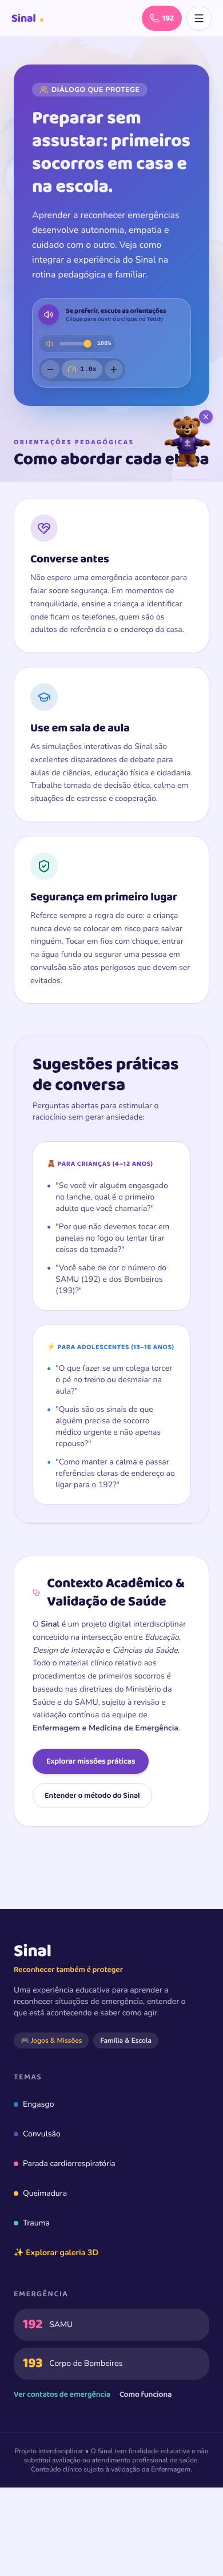 Sinal
192
DIÁLOGO QUE PROTEGE
Preparar sem
assustar: primeiros
socorros em casa e
na escola.
Aprender a reconhecer emergências
desenvolve autonomia, empatia e
cuidado com o outro. Veja como
integrar a experiência do Sinal na
rotina pedagógica e familiar.
Se preferir, escute as orientações
Clique para ouvir ou clique no Teddy
100%
1.0x
ORIENTAÇÕES PEDAGÓGICAS
Como abordar cada e
Converse antes
Não espere uma emergência acontecer para
falar sobre segurança. Em momentos de
tranquilidade, ensine a criança a identificar
onde ficam os telefones, quem são os
adultos de referência e o endereço da casa.
Use em sala de aula
As simulações interativas do Sinal são
excelentes disparadores de debate para
aulas de ciências, educação física e cidadania.
Trabalhe tomada de decisão ética, calma em
situações de estresse e cooperação.
Segurança em primeiro lugar
Reforce sempre a regra de ouro: a criança
nunca deve se colocar em risco para salvar
ninguém. Tocar em fios com choque, entrar
na água funda ou segurar uma pessoa em
convulsão são atos perigosos que devem ser
evitados.
Sugestões práticas
de conversa
Perguntas abertas para estimular o
raciocínio sem gerar ansiedade:
🧸 PARA CRIANÇAS (4–12 ANOS)
• "Se você vir alguém engasgado
no lanche, qual é o primeiro
adulto que você chamaria?"
• "Por que não devemos tocar em
panelas no fogo ou tentar tirar
coisas da tomada?"
• "Você sabe de cor o número do
SAMU (192) e dos Bombeiros
(193)?"
⚡ PARA ADOLESCENTES (13–18 ANOS)
• "O que fazer se um colega torcer
o pé no treino ou desmaiar na
aula?"
• "Quais são os sinais de que
alguém precisa de socorro
médico urgente e não apenas
repouso?"
• "Como manter a calma e passar
referências claras de endereço ao
ligar para o 192?"
Contexto Acadêmico &
Validação de Saúde
O Sinal é um projeto digital interdisciplinar
concebido na intersecção entre Educação,
Design de Interação e Ciências da Saúde.
Todo o material clínico relativo aos
procedimentos de primeiros socorros é
baseado nas diretrizes do Ministério da
Saúde e do SAMU, sujeito à revisão e
validação contínua da equipe de
Enfermagem e Medicina de Emergência.
Explorar missões práticas
Entender o método do Sinal
Sinal
Reconhecer também é proteger
Uma experiência educativa para aprender a
reconhecer situações de emergência, entender o
que está acontecendo e saber como agir.
🎮 Jogos & Missões
Família & Escola
TEMAS
Engasgo
Convulsão
Parada cardiorrespiratória
Queimadura
Trauma
✨ Explorar galeria 3D
EMERGÊNCIA
192 SAMU
193 Corpo de Bombeiros
Ver contatos de emergência
Como funciona
Projeto interdisciplinar • O Sinal tem finalidade educativa e não
substitui avaliação ou atendimento profissional de saúde.
Conteúdo clínico sujeito à validação da Enfermagem.